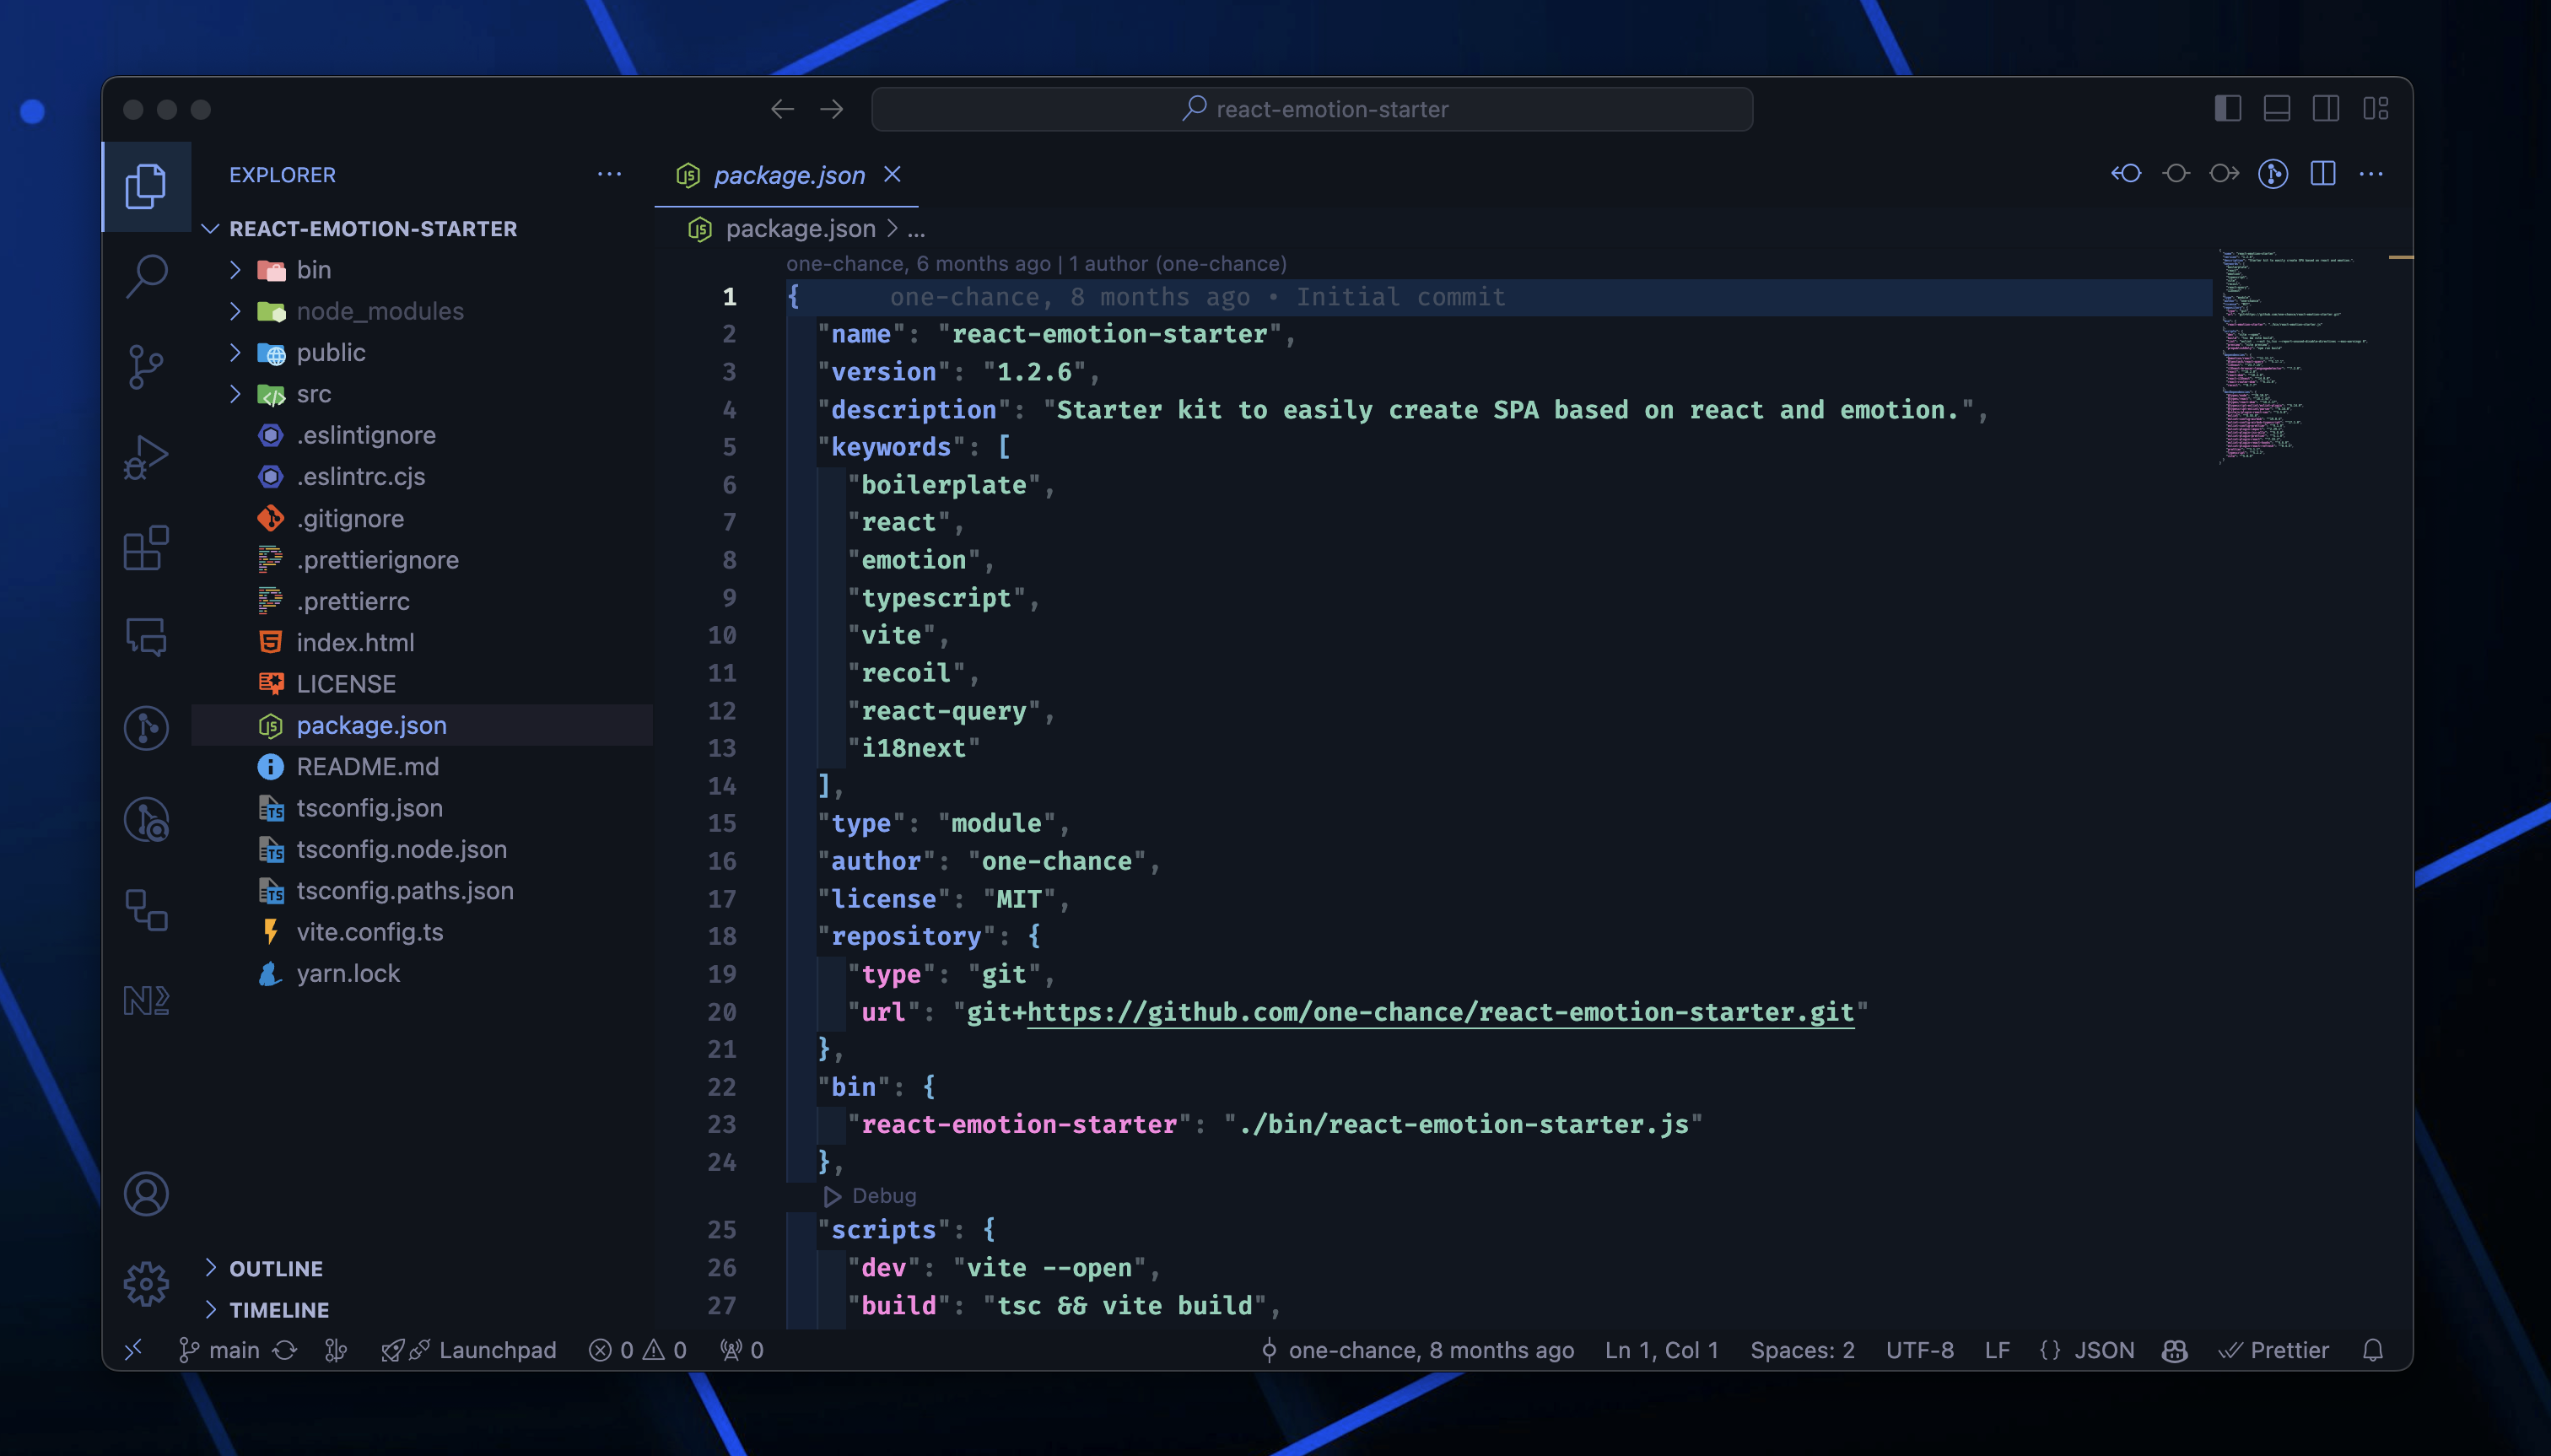 react-emotion-starter
EXPLORER
REACT-EMOTION-STARTER
bin
node_modules
public
src
.eslintignore
.eslintrc.cjs
.gitignore
.prettierignore
.prettierrc
index.html
LICENSE
package.json
README.md
tsconfig.json
tsconfig.node.json
tsconfig.paths.json
vite.config.ts
yarn.lock
OUTLINE
TIMELINE
package.json
package.json > ...
one-chance, 6 months ago | 1 author (one-chance)
1 { one-chance, 8 months ago • Initial commit
2 "name": "react-emotion-starter",
3 "version": "1.2.6",
4 "description": "Starter kit to easily create SPA based on react and emotion.",
5 "keywords": [
6 "boilerplate",
7 "react",
8 "emotion",
9 "typescript",
10 "vite",
11 "recoil",
12 "react-query",
13 "i18next"
14 ],
15 "type": "module",
16 "author": "one-chance",
17 "license": "MIT",
18 "repository": {
19 "type": "git",
20 "url": "git+https://github.com/one-chance/react-emotion-starter.git"
21 },
22 "bin": {
23 "react-emotion-starter": "./bin/react-emotion-starter.js"
24 },
Debug
25 "scripts": {
26 "dev": "vite --open",
27 "build": "tsc && vite build",
main Launchpad 0 0 0 one-chance, 8 months ago Ln 1, Col 1 Spaces: 2 UTF-8 LF {} JSON Prettier